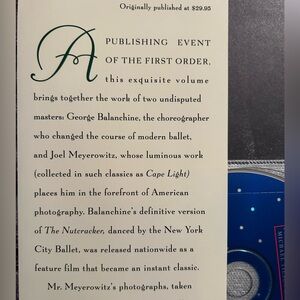 Originally published at $29.95
A PUBLISHING EVENT
OF THE FIRST ORDER,
this exquisite volume
brings together the work of two undisputed
masters: George Balanchine, the choreographer
who changed the course of modern ballet,
and Joel Meyerowitz, whose luminous work
(collected in such classics as Cape Light)
places him in the forefront of American
photography. Balanchine's definitive version
of The Nutcracker, danced by the New York
City Ballet, was released nationwide as a
feature film that became an instant classic.
Mr. Meyerowitz's photographs, taken
MICHAEL